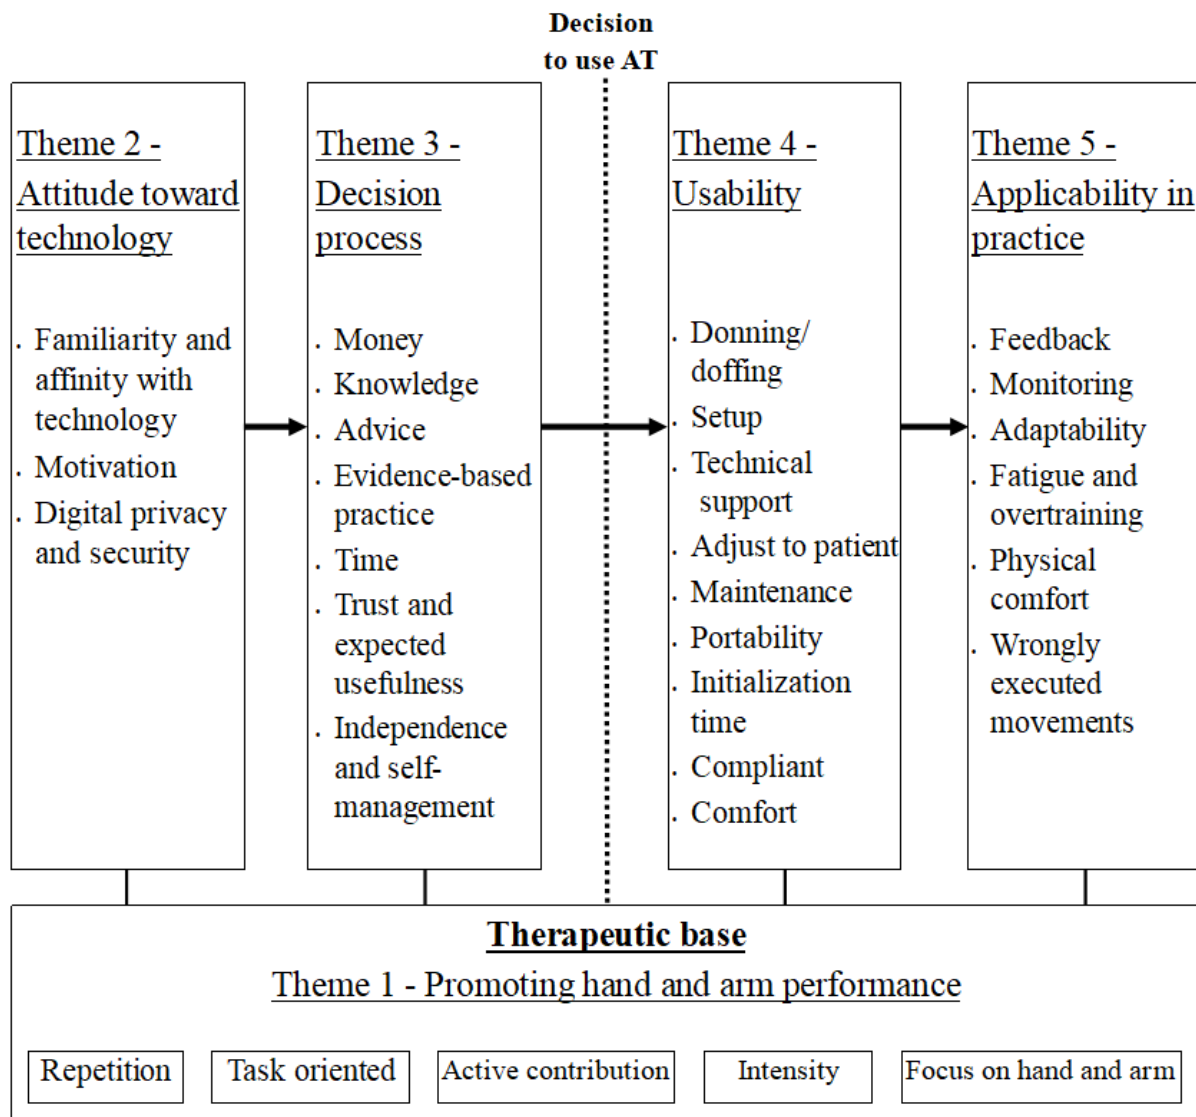 Decision
to use AT
Theme 2 -
Attitude toward
technology
. Familiarity and
affinity with
technology
. Motivation
. Digital privacy
and security
Theme 3 -
Decision
process
. Money
. Knowledge
. Advice
. Evidence-based
practice
. Time
. Trust and
expected
usefulness
. Independence
and self-
management
Theme 4 -
Usability
. Donning/
doffing
. Setup
. Technical
support
. Adjust to patient
. Maintenance
. Portability
. Initialization
time
. Compliant
. Comfort
Theme 5 -
Applicability in
practice
. Feedback
. Monitoring
. Adaptability
. Fatigue and
overtraining
. Physical
comfort
. Wrongly
executed
movements
Therapeutic base
Theme 1 - Promoting hand and arm performance
Repetition
Task oriented
Active contribution
Intensity
Focus on hand and arm